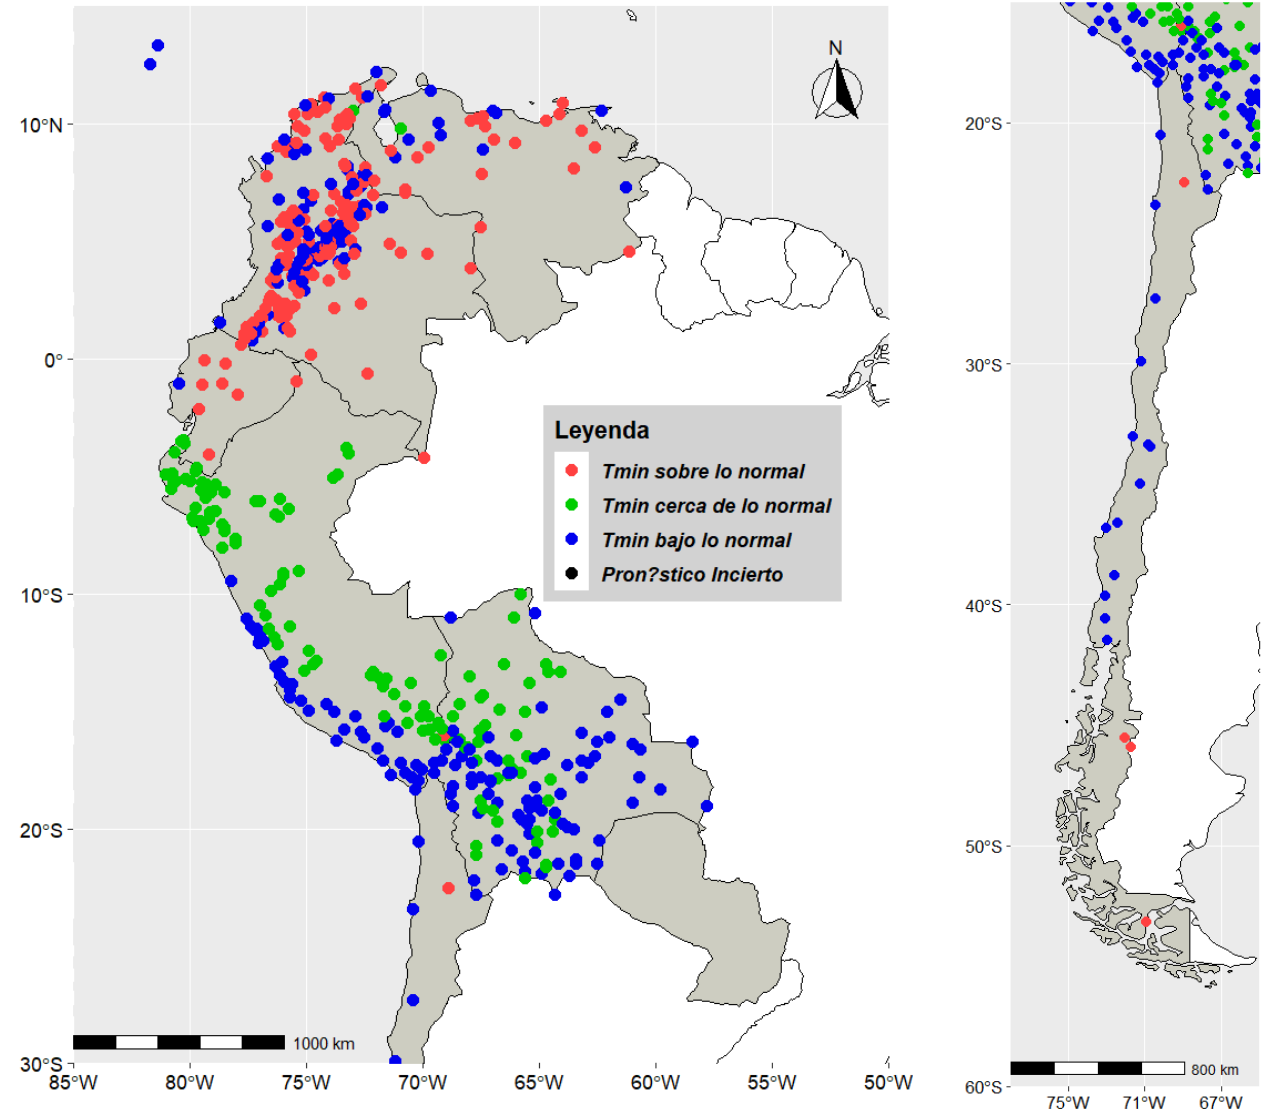 N
10°N
0°
10°S
20°S
30°S
85°W
80°W
75°W
70°W
65°W
60°W
55°W
50°W
1000 km
Leyenda
Tmin sobre lo normal
Tmin cerca de lo normal
Tmin bajo lo normal
Pron?stico Incierto
20°S
30°S
40°S
50°S
60°S
75°W
71°W
67°W
800 km